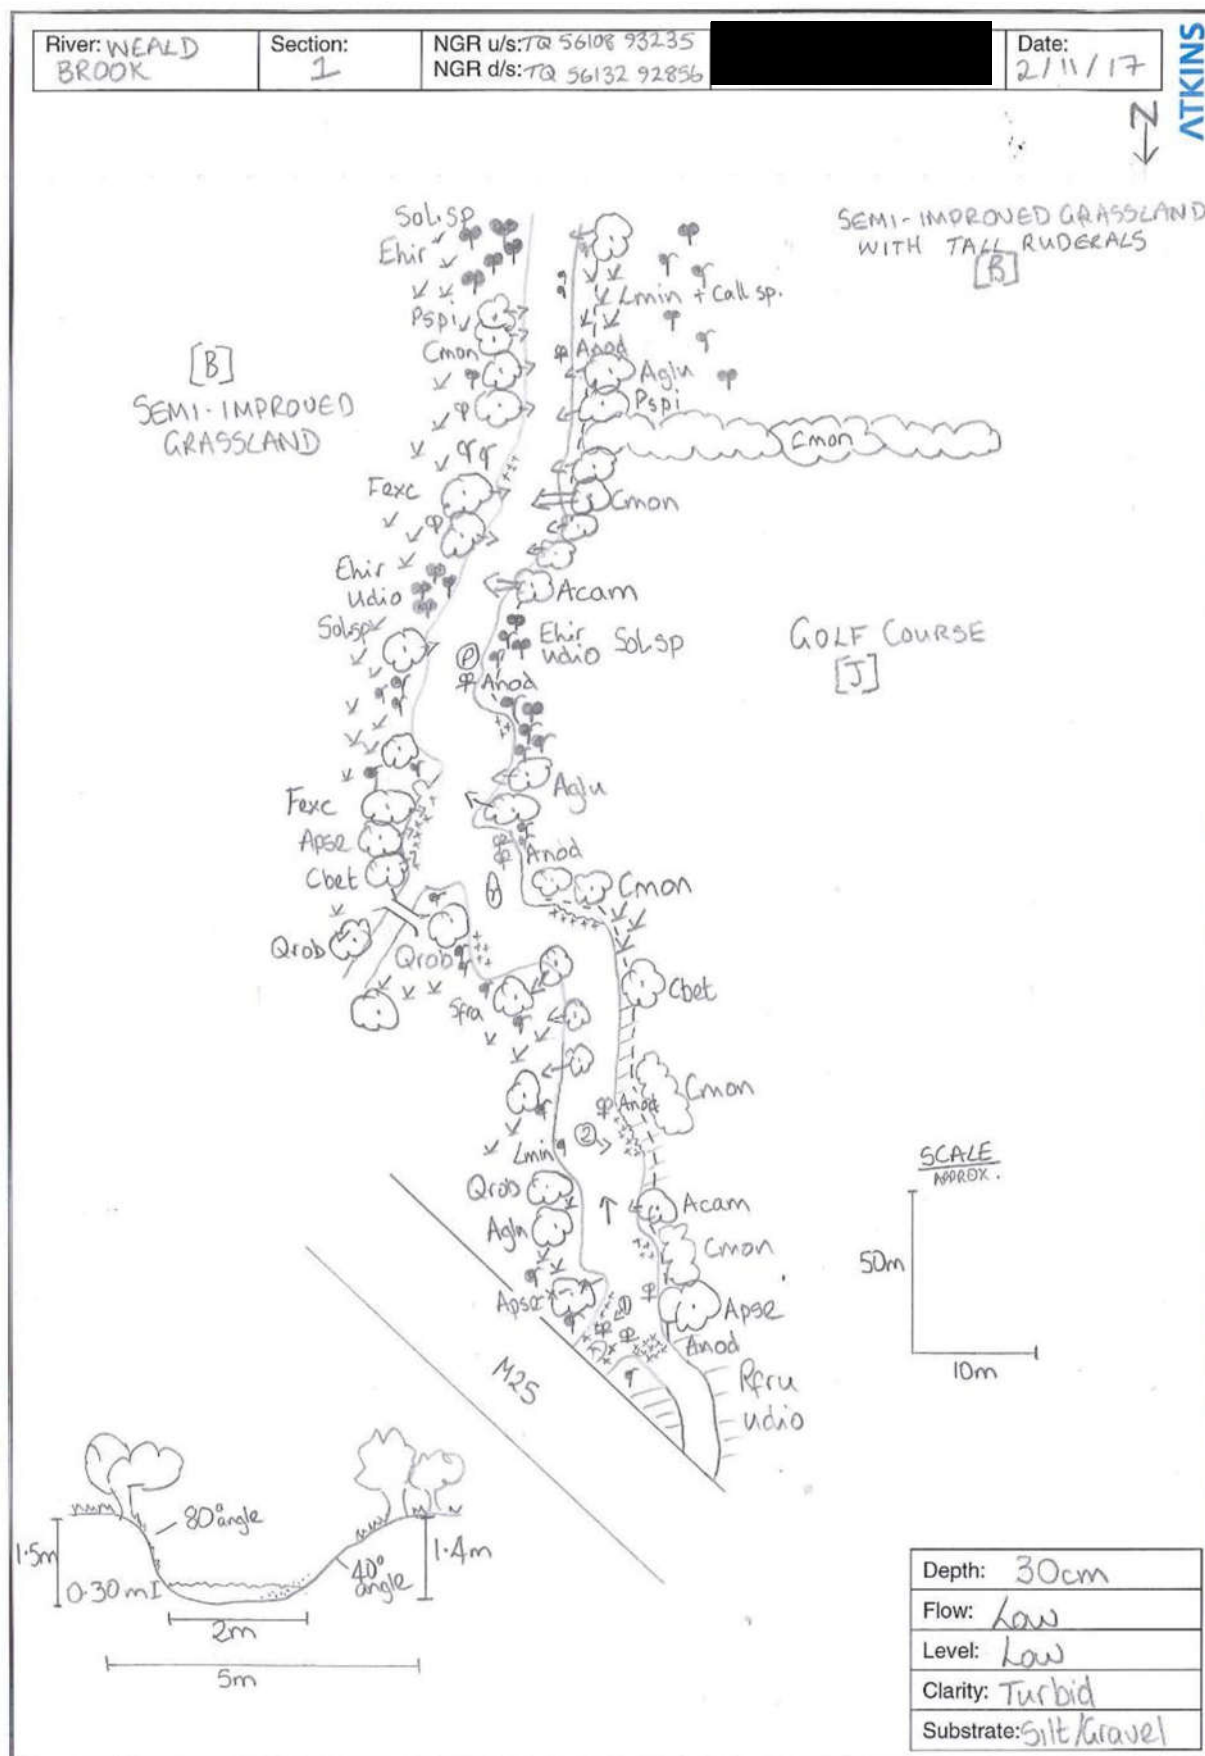 River: WEALD BROOK
Section: 1
NGR u/s: TQ 56108 93235
NGR d/s: TQ 56132 92856
Date: 2/11/17
ATKINS
N
Sol.sp
Ehir
SEMI-IMPROVED GRASSLAND
WITH TALL RUDERALS
[B]
Lmin + Call sp.
Pspi
Cmon
Anod
Aglu
Pspi
[B]
SEMI-IMPROVED
GRASSLAND
Cmon
Fexc
Cmon
Ehir
Udio
Acam
Sol.sp
Ehir
Udio Sol.sp
GOLF COURSE
[J]
P
Anod
Aglu
Fexc
Apse
Anod
Cbet
Cmon
Qrob
Qrob
Cbet
Sfra
Cmon
Anod
2
Lmin
Qrob
SCALE
APPROX.
Acam
Agln
Cmon
50m
Apse
1
Apse
Anod
10m
M25
Rfru
Udio
80° angle
1.5m
0.30m
40° angle
1.4m
2m
5m
Depth: 30cm
Flow: Low
Level: Low
Clarity: Turbid
Substrate: Silt/Gravel